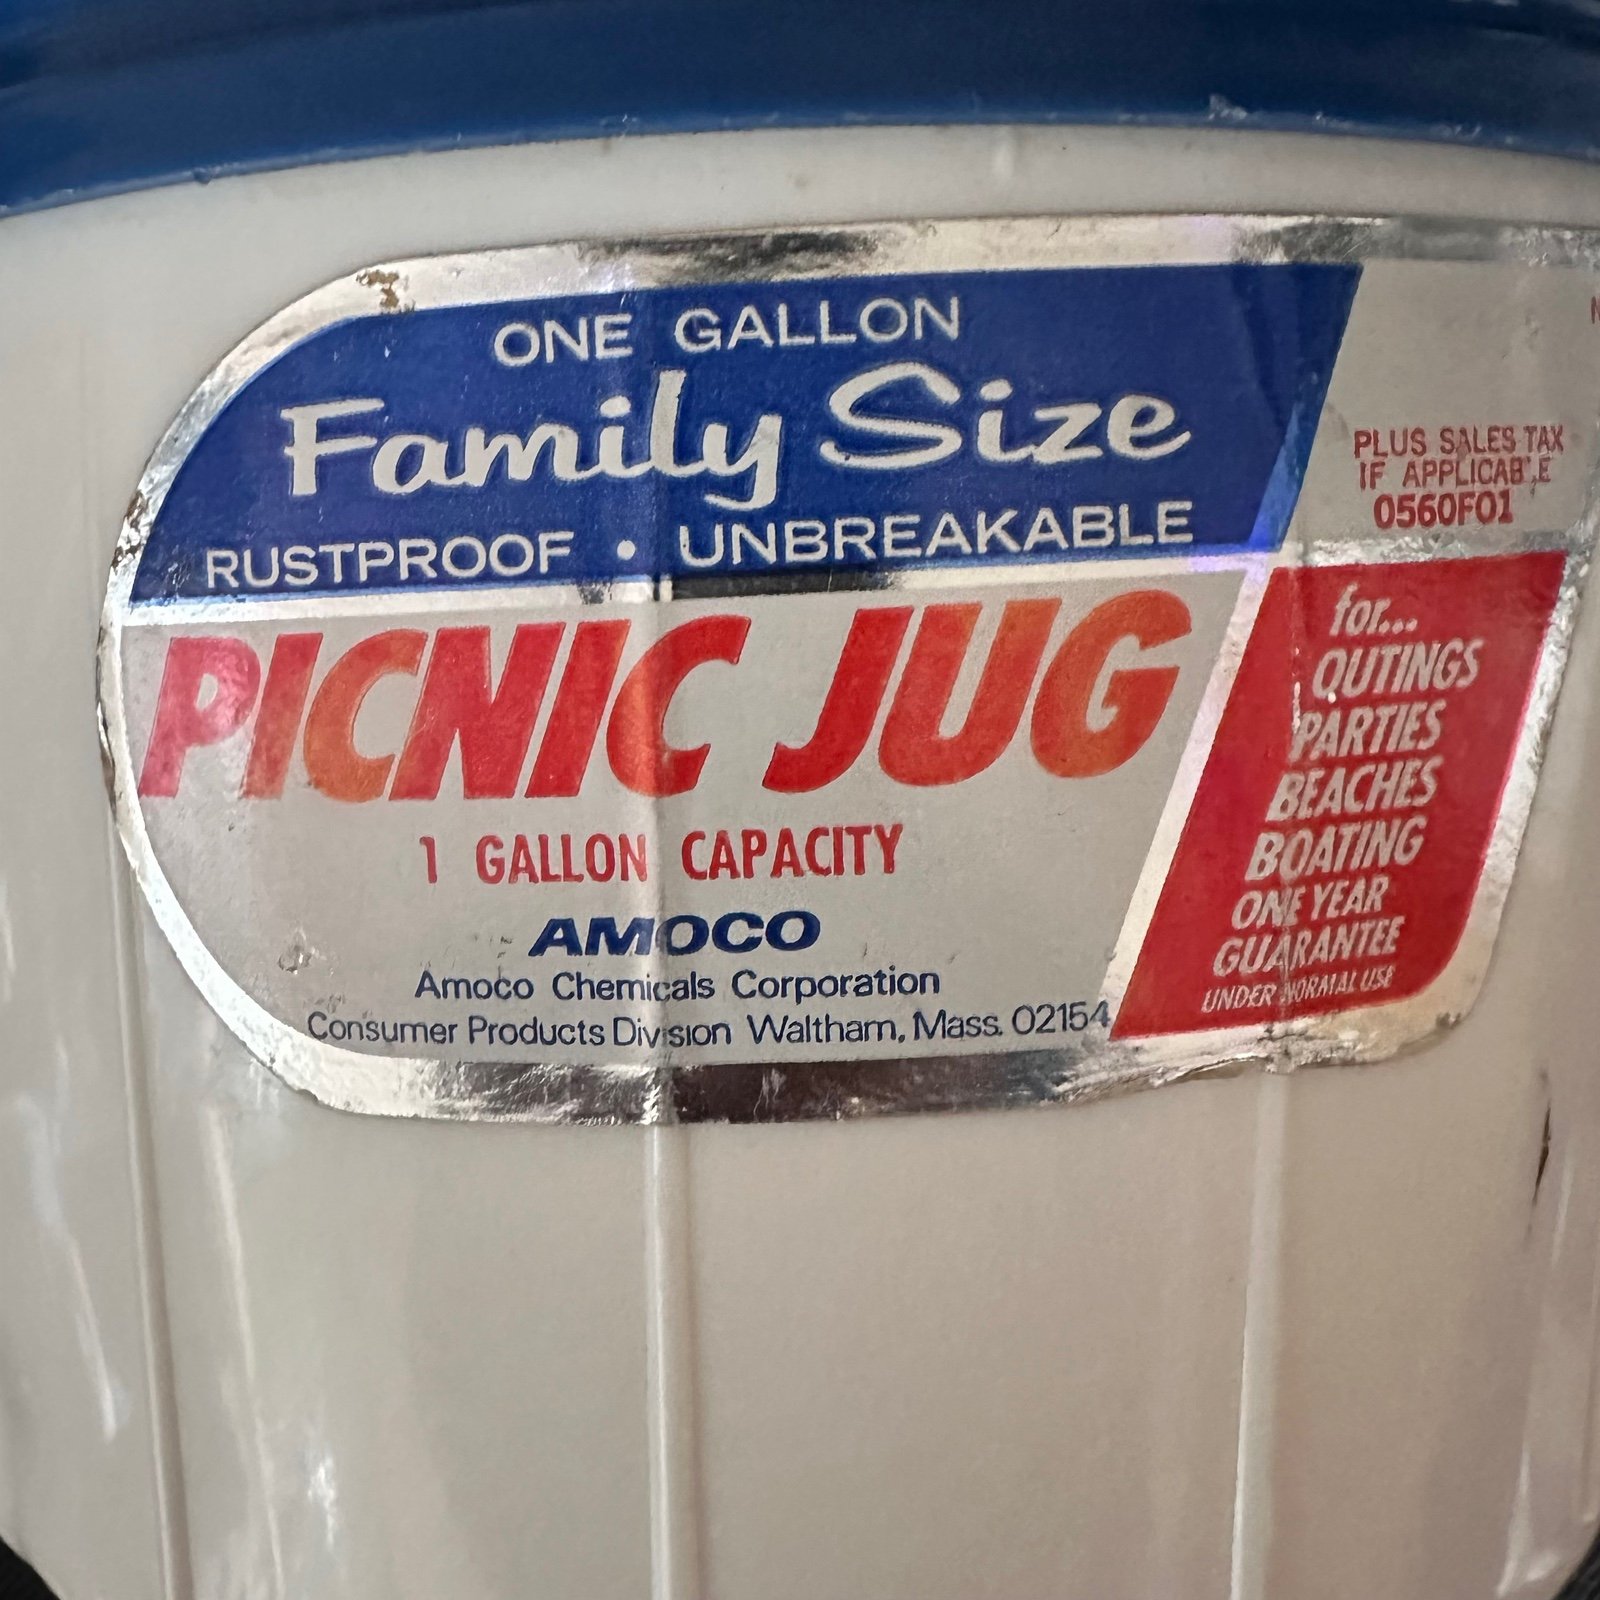 ONE GALLON
Family Size
RUSTPROOF • UNBREAKABLE
PICNIC JUG
1 GALLON CAPACITY
AMOCO
Amoco Chemicals Corporation
Consumer Products Division Waltham, Mass. 02154
PLUS SALES TAX
IF APPLICABLE
0560F01
for...
OUTINGS
PARTIES
BEACHES
BOATING
ONE YEAR
GUARANTEE
UNDER NORMAL USE